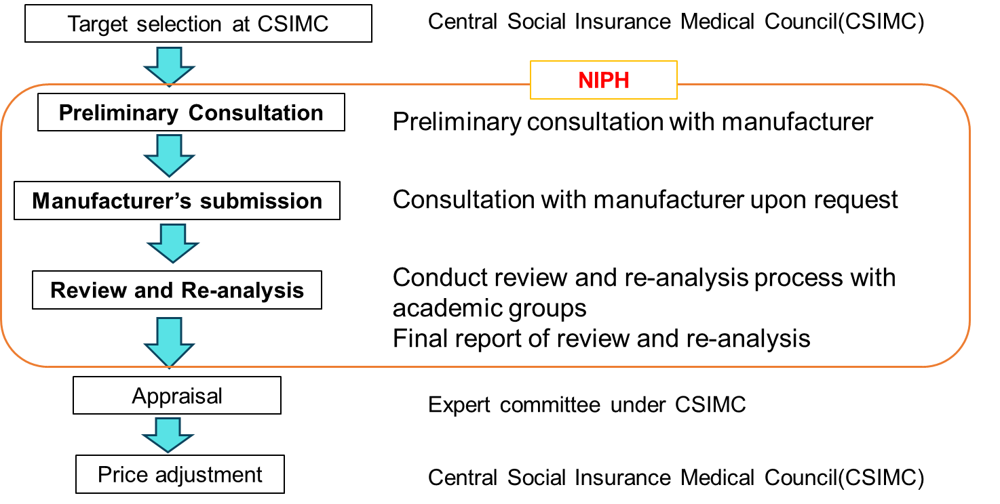 Target selection at CSIMC
Central Social Insurance Medical Council(CSIMC)
NIPH
Preliminary Consultation
Preliminary consultation with manufacturer
Manufacturer’s submission
Consultation with manufacturer upon request
Review and Re-analysis
Conduct review and re-analysis process with
academic groups
Final report of review and re-analysis
Appraisal
Expert committee under CSIMC
Price adjustment
Central Social Insurance Medical Council(CSIMC)